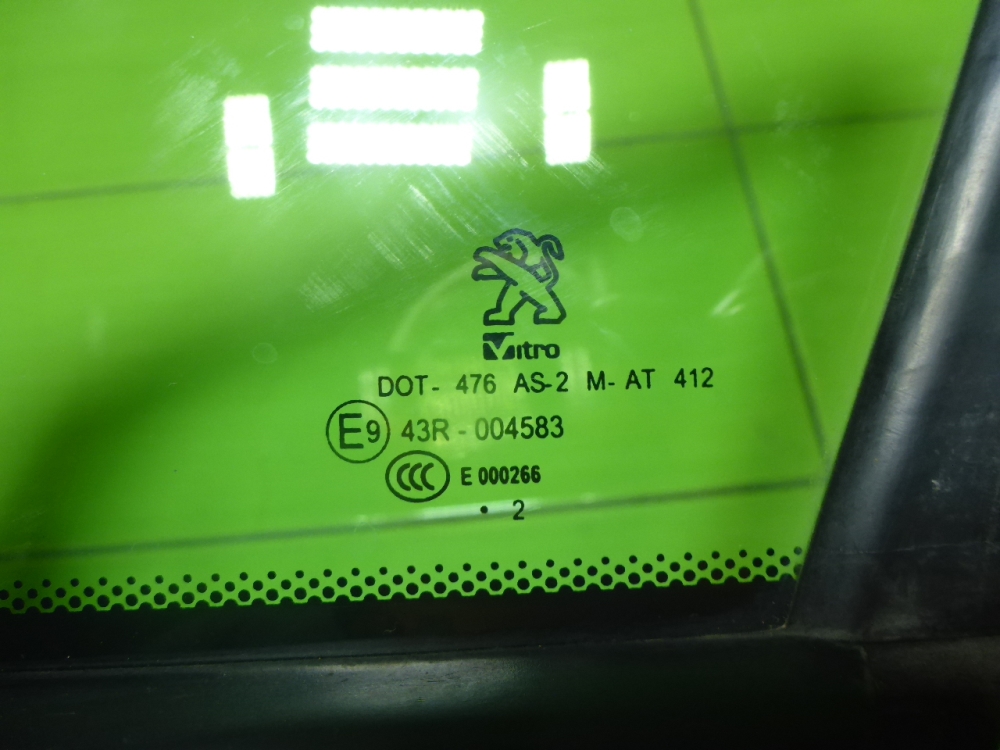 Vitro
DOT- 476 AS-2 M- AT 412
E9 43R - 004583
CCC E 000266
• 2